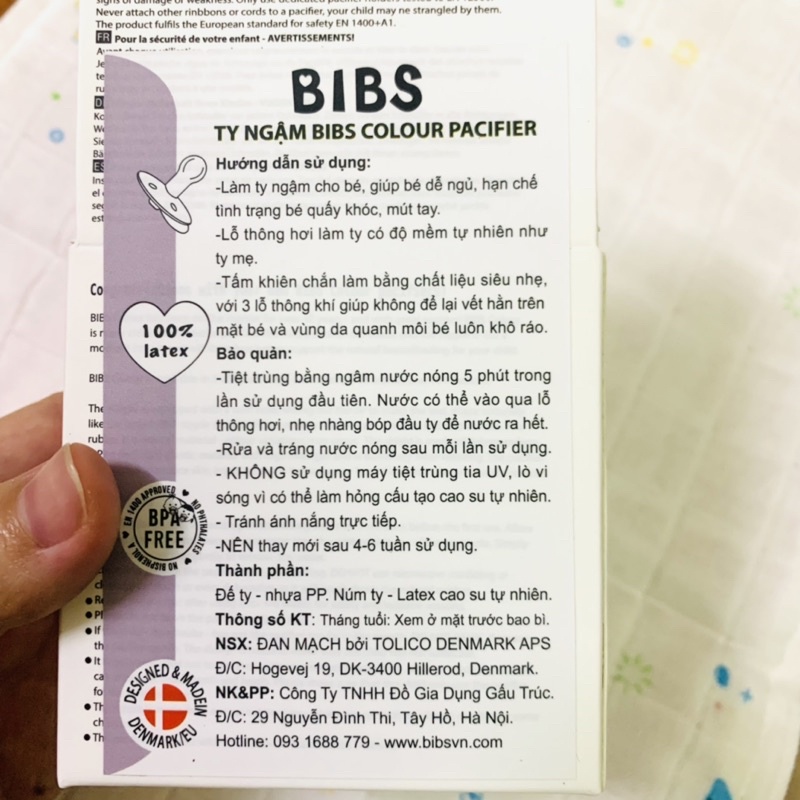 signs of damage or weakness. Only use dedicated pacifier
Never attach other rinbbons or cords to a pacifier, your child may ne strangled by them.
The product fulfils the European standard for safety EN 1400+A1.
FR Pour la sécurité de votre enfant - AVERTISSEMENTS!
BIBS
TY NGẬM BIBS COLOUR PACIFIER
Hướng dẫn sử dụng:
-Làm ty ngậm cho bé, giúp bé dễ ngủ, hạn chế
tình trạng bé quấy khóc, mút tay.
-Lỗ thông hơi làm ty có độ mềm tự nhiên như
ty mẹ.
-Tấm khiên chắn làm bằng chất liệu siêu nhẹ,
với 3 lỗ thông khí giúp không để lại vết hằn trên
mặt bé và vùng da quanh môi bé luôn khô ráo.
100%
latex
Bảo quản:
-Tiệt trùng bằng ngâm nước nóng 5 phút trong
lần sử dụng đầu tiên. Nước có thể vào qua lỗ
thông hơi, nhẹ nhàng bóp đầu ty để nước ra hết.
-Rửa và tráng nước nóng sau mỗi lần sử dụng.
- KHÔNG sử dụng máy tiệt trùng tia UV, lò vi
sóng vì có thể làm hỏng cấu tạo cao su tự nhiên.
- Tránh ánh nắng trực tiếp.
-NÊN thay mới sau 4-6 tuần sử dụng.
EN 1400 APPROVED
NO PHTHALATES
NO BISPHENOL A
BPA
FREE
Thành phần:
Đế ty - nhựa PP. Núm ty - Latex cao su tự nhiên.
Thông số KT: Tháng tuổi: Xem ở mặt trước bao bì.
NSX: ĐAN MẠCH bởi TOLICO DENMARK APS
Đ/C: Hogevej 19, DK-3400 Hillerod, Denmark.
NK&PP: Công Ty TNHH Đồ Gia Dụng Gấu Trúc.
Đ/C: 29 Nguyễn Đình Thi, Tây Hồ, Hà Nội.
Hotline: 093 1688 779 - www.bibsvn.com
DESIGNED & MADE IN
DENMARK/EU